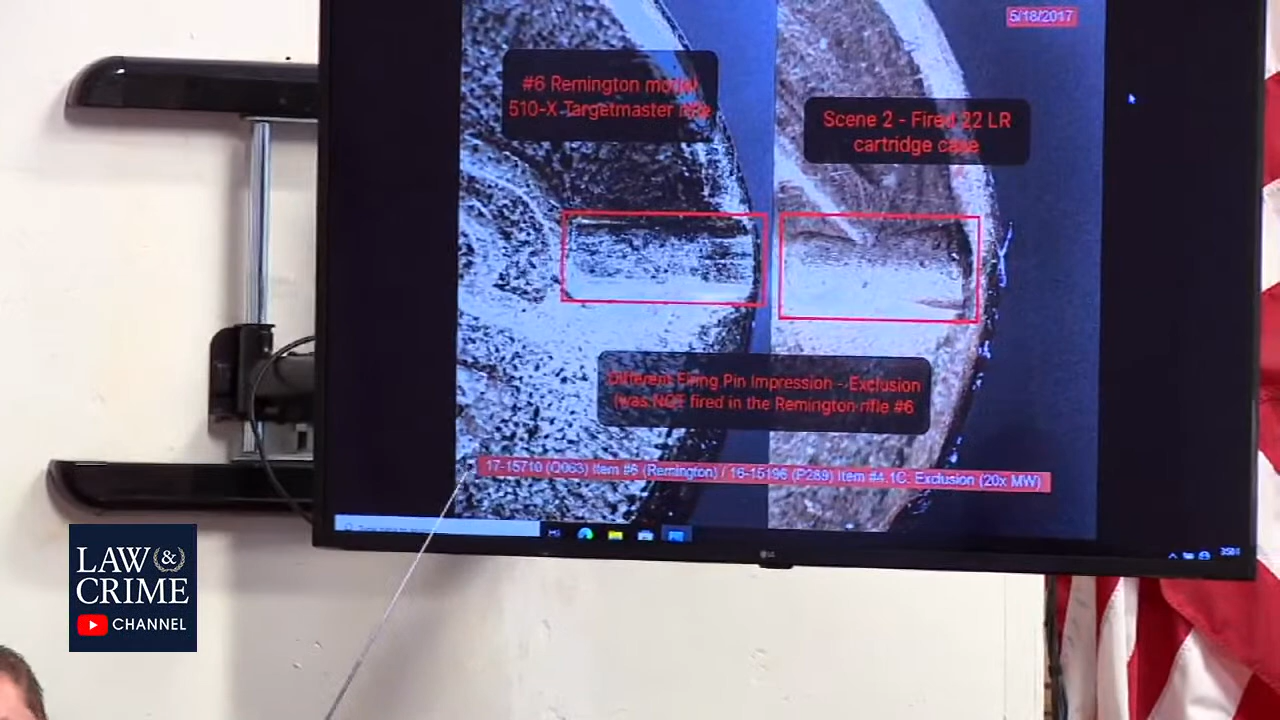 5/18/2017
#6 Remington model
510-X Targetmaster rifle
Scene 2 - Fired 22 LR
cartridge case
Different Firing Pin Impression - Exclusion
(was NOT fired in the Remington rifle #6
17-15710 (Q063) Item #6 (Remington) / 16-15196 (P289) Item #4.1C: Exclusion (20x MW)
LG
LAW &
CRIME
CHANNEL